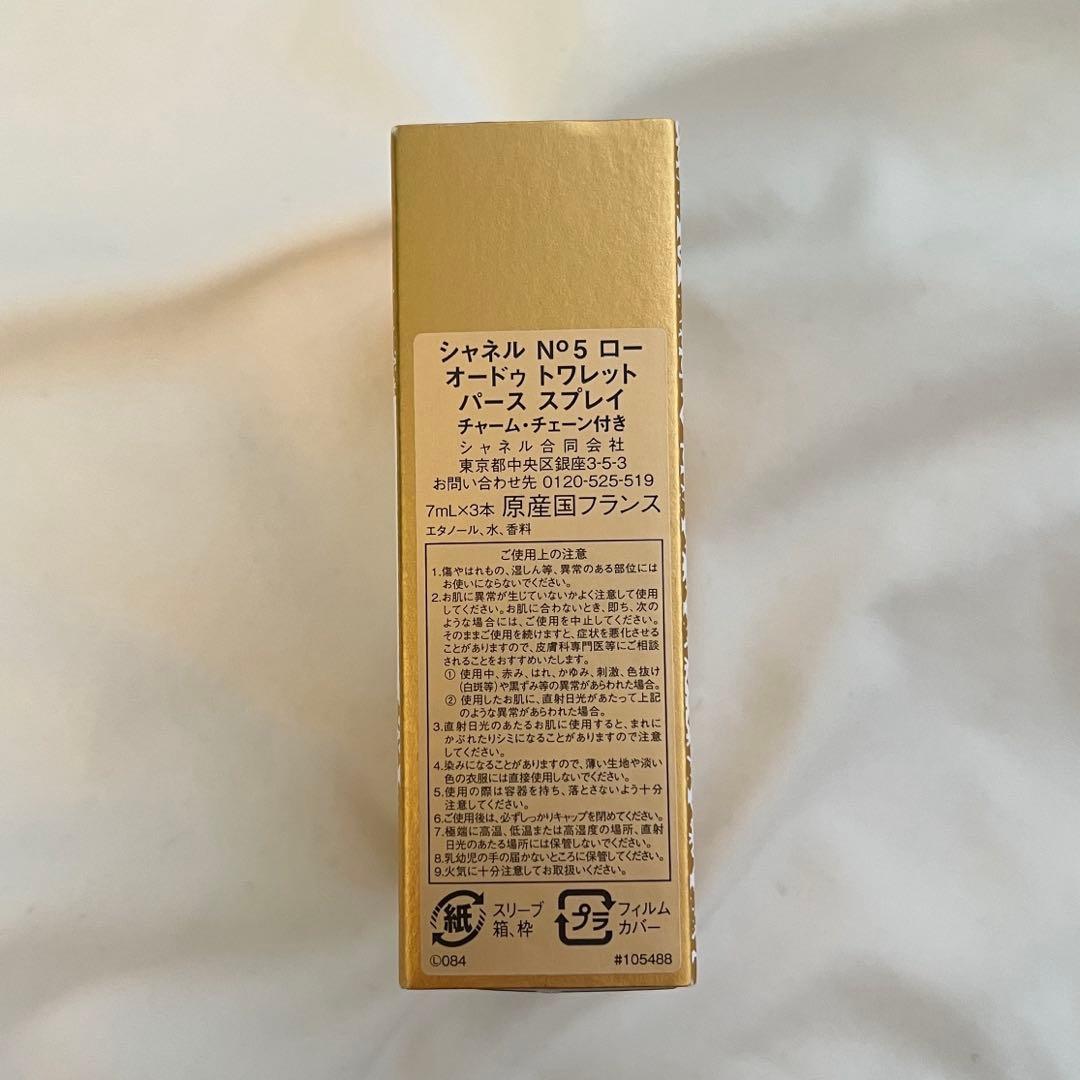 シャネル Nº5 ロー
オードゥ トワレット
パース スプレイ
チャーム・チェーン付き
シャネル合同会社
東京都中央区銀座3-5-3
お問い合わせ先 0120-525-519
7mL×3本 原産国フランス
エタノール、水、香料
ご使用上の注意
1.傷やはれもの、湿しん等、異常のある部位には
お使いにならないでください。
2.お肌に異常が生じていないかよく注意して使用
してください。お肌に合わないとき、即ち、次の
ような場合には、ご使用を中止してください。
そのままご使用を続けますと、症状を悪化させる
ことがありますので、皮膚科専門医等にご相談
されることをおすすめいたします。
① 使用中、赤み、はれ、かゆみ、刺激、色抜け
(白斑等)や黒ずみ等の異常があらわれた場合。
② 使用したお肌に、直射日光があたって上記
のような異常があらわれた場合。
3.直射日光のあたるお肌に使用すると、まれに
かぶれたりシミになることがありますので注意
してください。
4.染みになることがありますので、薄い生地や淡い
色の衣服には直接使用しないでください。
5.使用の際は容器を持ち、落とさないよう十分
注意してください。
6.ご使用後は、必ずしっかりキャップを閉めてください。
7.極端に高温、低温または高湿度の場所、直射
日光のあたる場所には保管しないでください。
8.乳幼児の手の届かないところに保管してください。
9.火気に十分注意してお取扱いください。
紙 スリーブ 箱、枠
プラ フィルム カバー
Ⓛ084 #105488